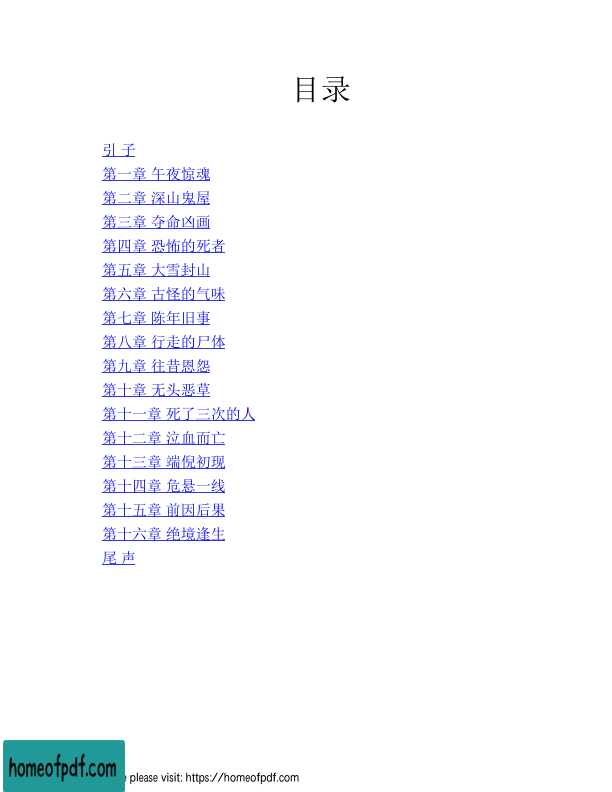 目录
引 子
第一章 午夜惊魂
第二章 深山鬼屋
第三章 夺命凶画
第四章 恐怖的死者
第五章 大雪封山
第六章 古怪的气味
第七章 陈年旧事
第八章 行走的尸体
第九章 往昔恩怨
第十章 无头恶草
第十一章 死了三次的人
第十二章 泣血而亡
第十三章 端倪初现
第十四章 危悬一线
第十五章 前因后果
第十六章 绝境逢生
尾 声
homeofpdf.com
please visit: https://homeofpdf.com